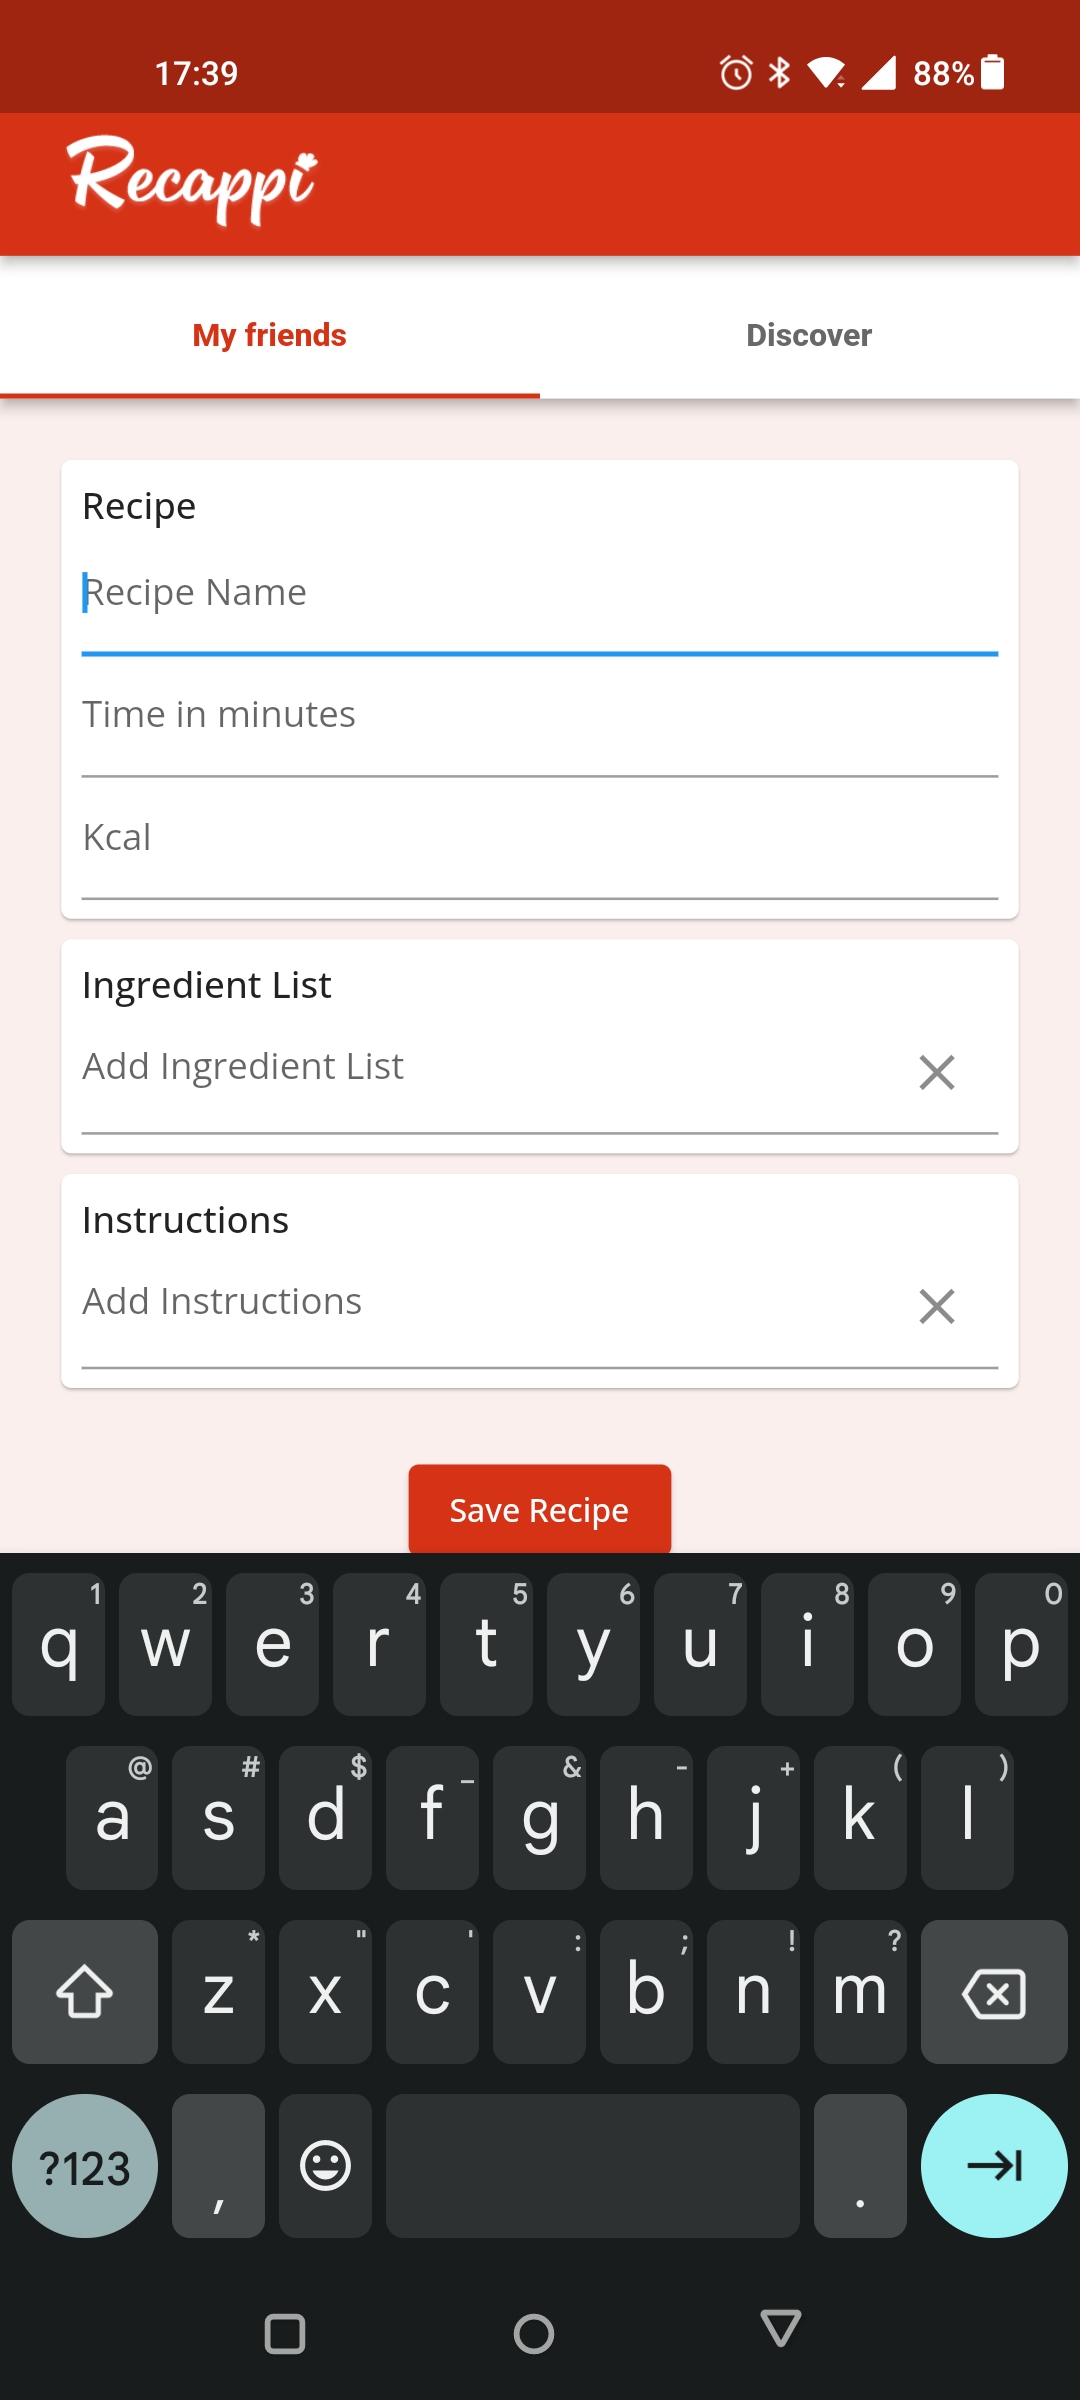 17:39 88%
Recappi
My friends Discover
Recipe
Recipe Name
Time in minutes
Kcal
Ingredient List
Add Ingredient List
Instructions
Add Instructions
Save Recipe
1 2 3 4 5 6 7 8 9 0
q w e r t y u i o p
@ # $ _ & - + ( )
a s d f g h j k l
* " ' : ; ! ?
z x c v b n m
?123 , .